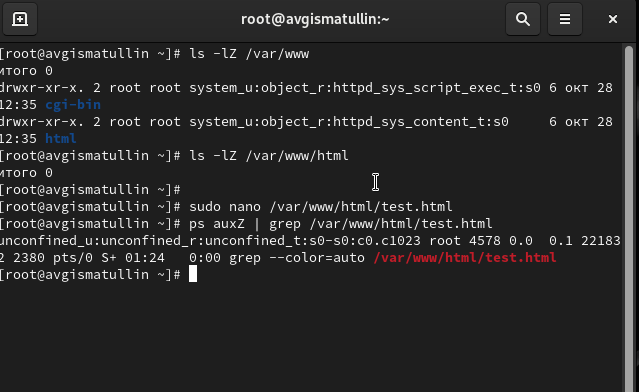 root@avgismatullin:~
[root@avgismatullin ~]# ls -lZ /var/www
итого 0
drwxr-xr-x. 2 root root system_u:object_r:httpd_sys_script_exec_t:s0 6 окт 28
12:35 cgi-bin
drwxr-xr-x. 2 root root system_u:object_r:httpd_sys_content_t:s0     6 окт 28
12:35 html
[root@avgismatullin ~]# ls -lZ /var/www/html
итого 0
[root@avgismatullin ~]#
[root@avgismatullin ~]# sudo nano /var/www/html/test.html
[root@avgismatullin ~]# ps auxZ | grep /var/www/html/test.html
unconfined_u:unconfined_r:unconfined_t:s0-s0:c0.c1023 root 4578 0.0  0.1 22183
2 2380 pts/0 S+ 01:24   0:00 grep --color=auto /var/www/html/test.html
[root@avgismatullin ~]#